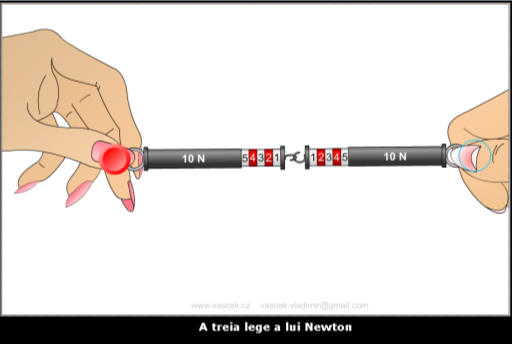 10 N 5 4 3 2 1 1 2 3 4 5 10 N
www.vascak.cz vascak.vladimir@gmail.com
A treia lege a lui Newton